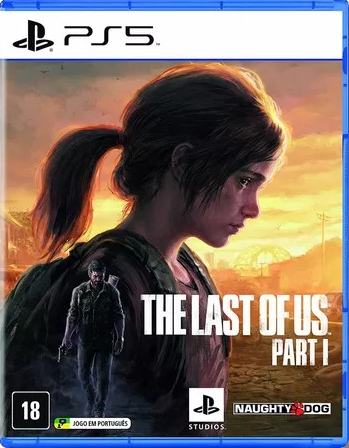 PS5
THE LAST OF US
PART I
18
JOGO EM PORTUGUÊS
STUDIOS
NAUGHTY DOG